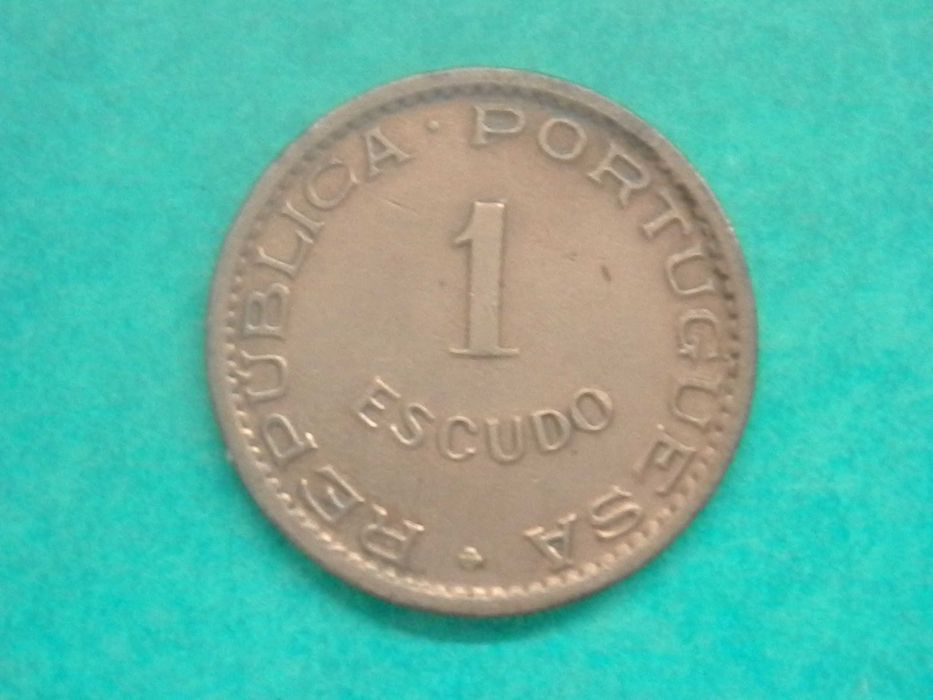 REPÚBLICA · PORTUGUESA
1
ESCUDO